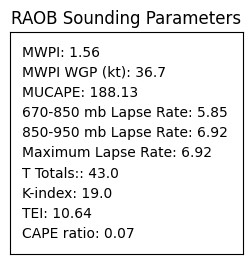 RAOB Sounding Parameters
MWPI: 1.56
MWPI WGP (kt): 36.7
MUCAPE: 188.13
670-850 mb Lapse Rate: 5.85
850-950 mb Lapse Rate: 6.92
Maximum Lapse Rate: 6.92
T Totals:: 43.0
K-index: 19.0
TEI: 10.64
CAPE ratio: 0.07